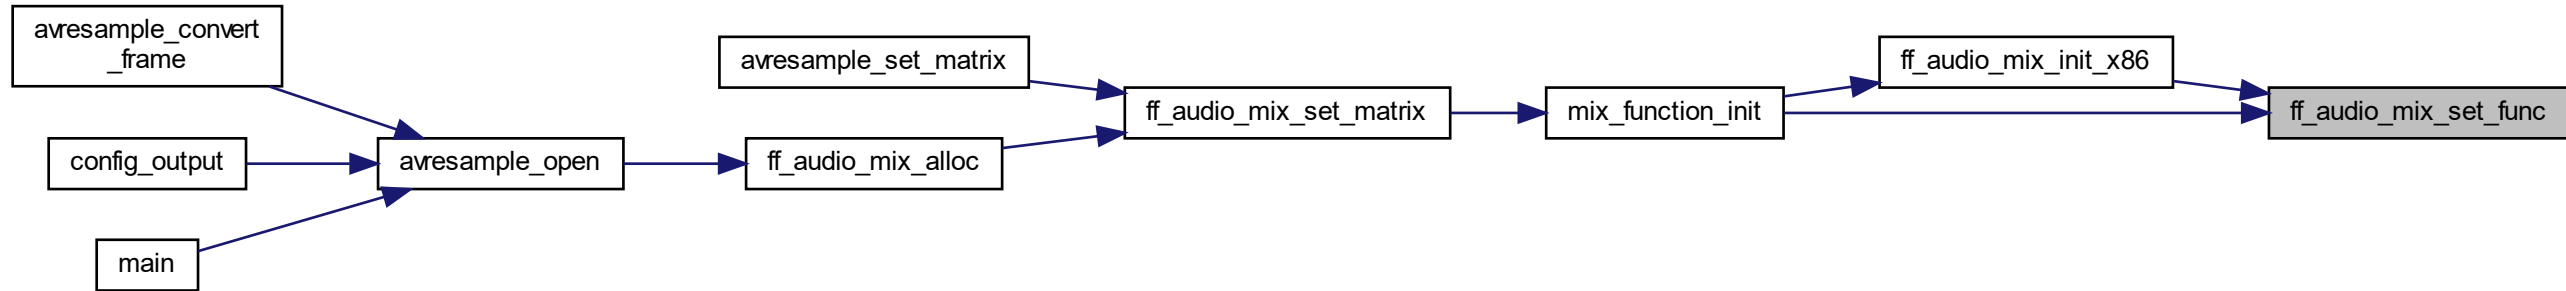 avresample_convert
_frame
config_output
main
avresample_open
avresample_set_matrix
ff_audio_mix_alloc
ff_audio_mix_set_matrix
mix_function_init
ff_audio_mix_init_x86
ff_audio_mix_set_func